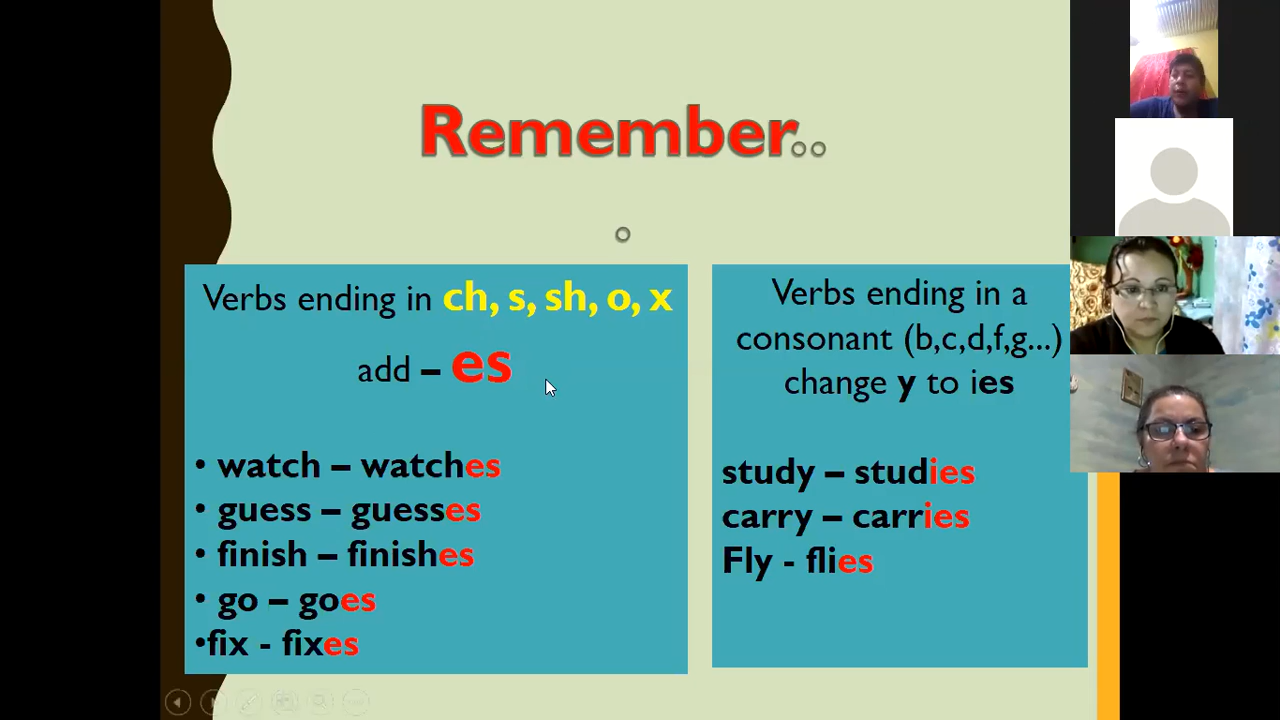 Remember...
Verbs ending in ch, s, sh, o, x
add – es
• watch – watches
• guess – guesses
• finish – finishes
• go – goes
•fix - fixes
Verbs ending in a
consonant (b,c,d,f,g...)
change y to ies
study – studies
carry – carries
Fly - flies